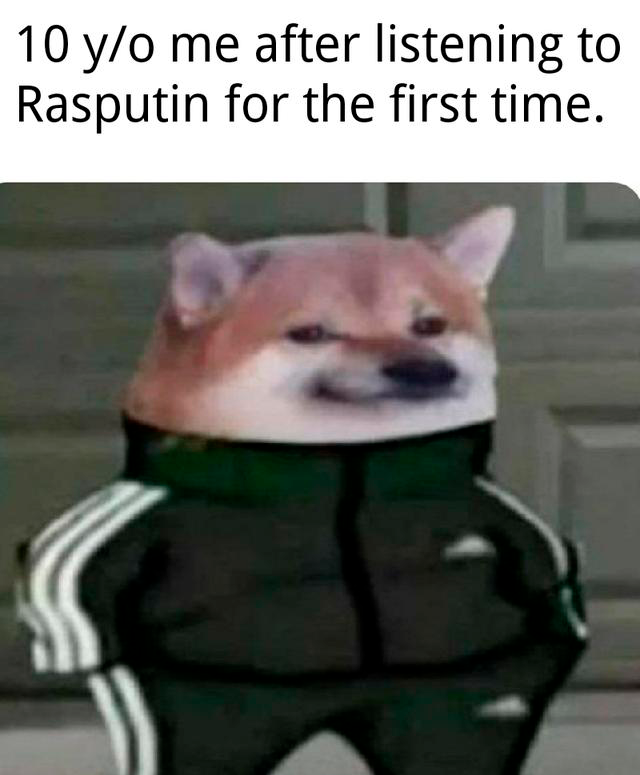 10 y/o me after listening to
Rasputin for the first time.